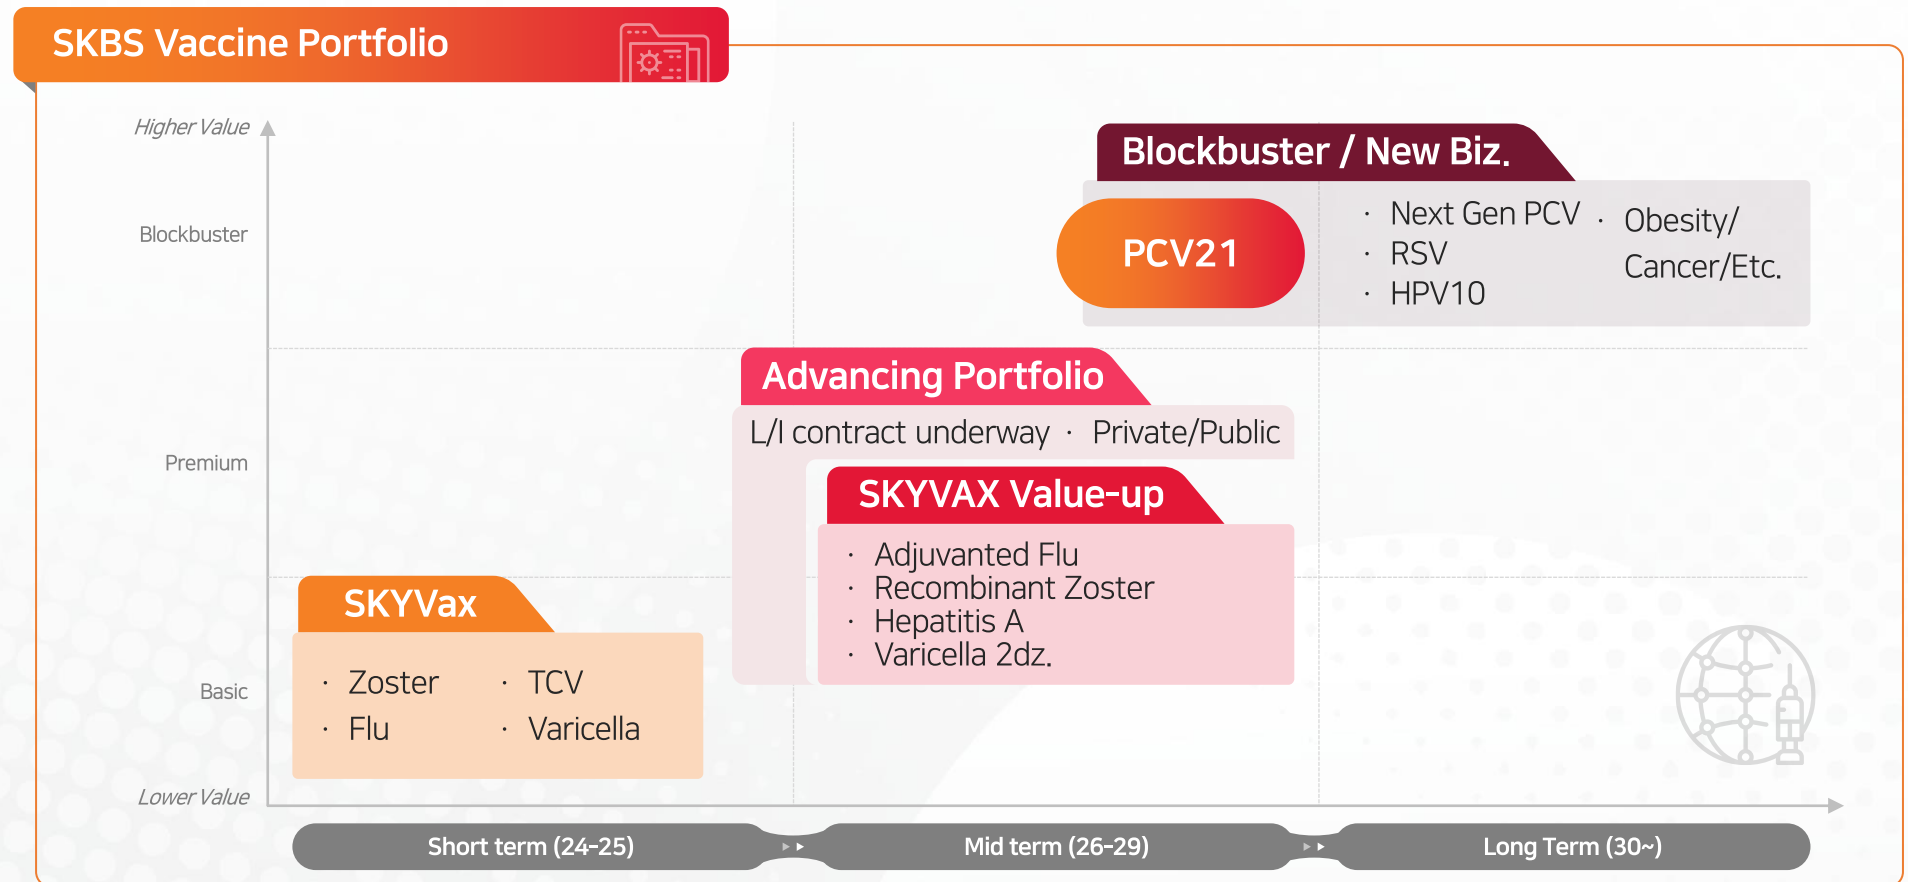 SKBS Vaccine Portfolio
Higher Value
Blockbuster
Premium
Basic
Lower Value
Blockbuster / New Biz.
PCV21
· Next Gen PCV
· RSV
· HPV10
· Obesity/
Cancer/Etc.
Advancing Portfolio
L/I contract underway · Private/Public
SKYVAX Value-up
· Adjuvanted Flu
· Recombinant Zoster
· Hepatitis A
· Varicella 2dz.
SKYVax
· Zoster
· Flu
· TCV
· Varicella
Short term (24-25)
Mid term (26-29)
Long Term (30~)